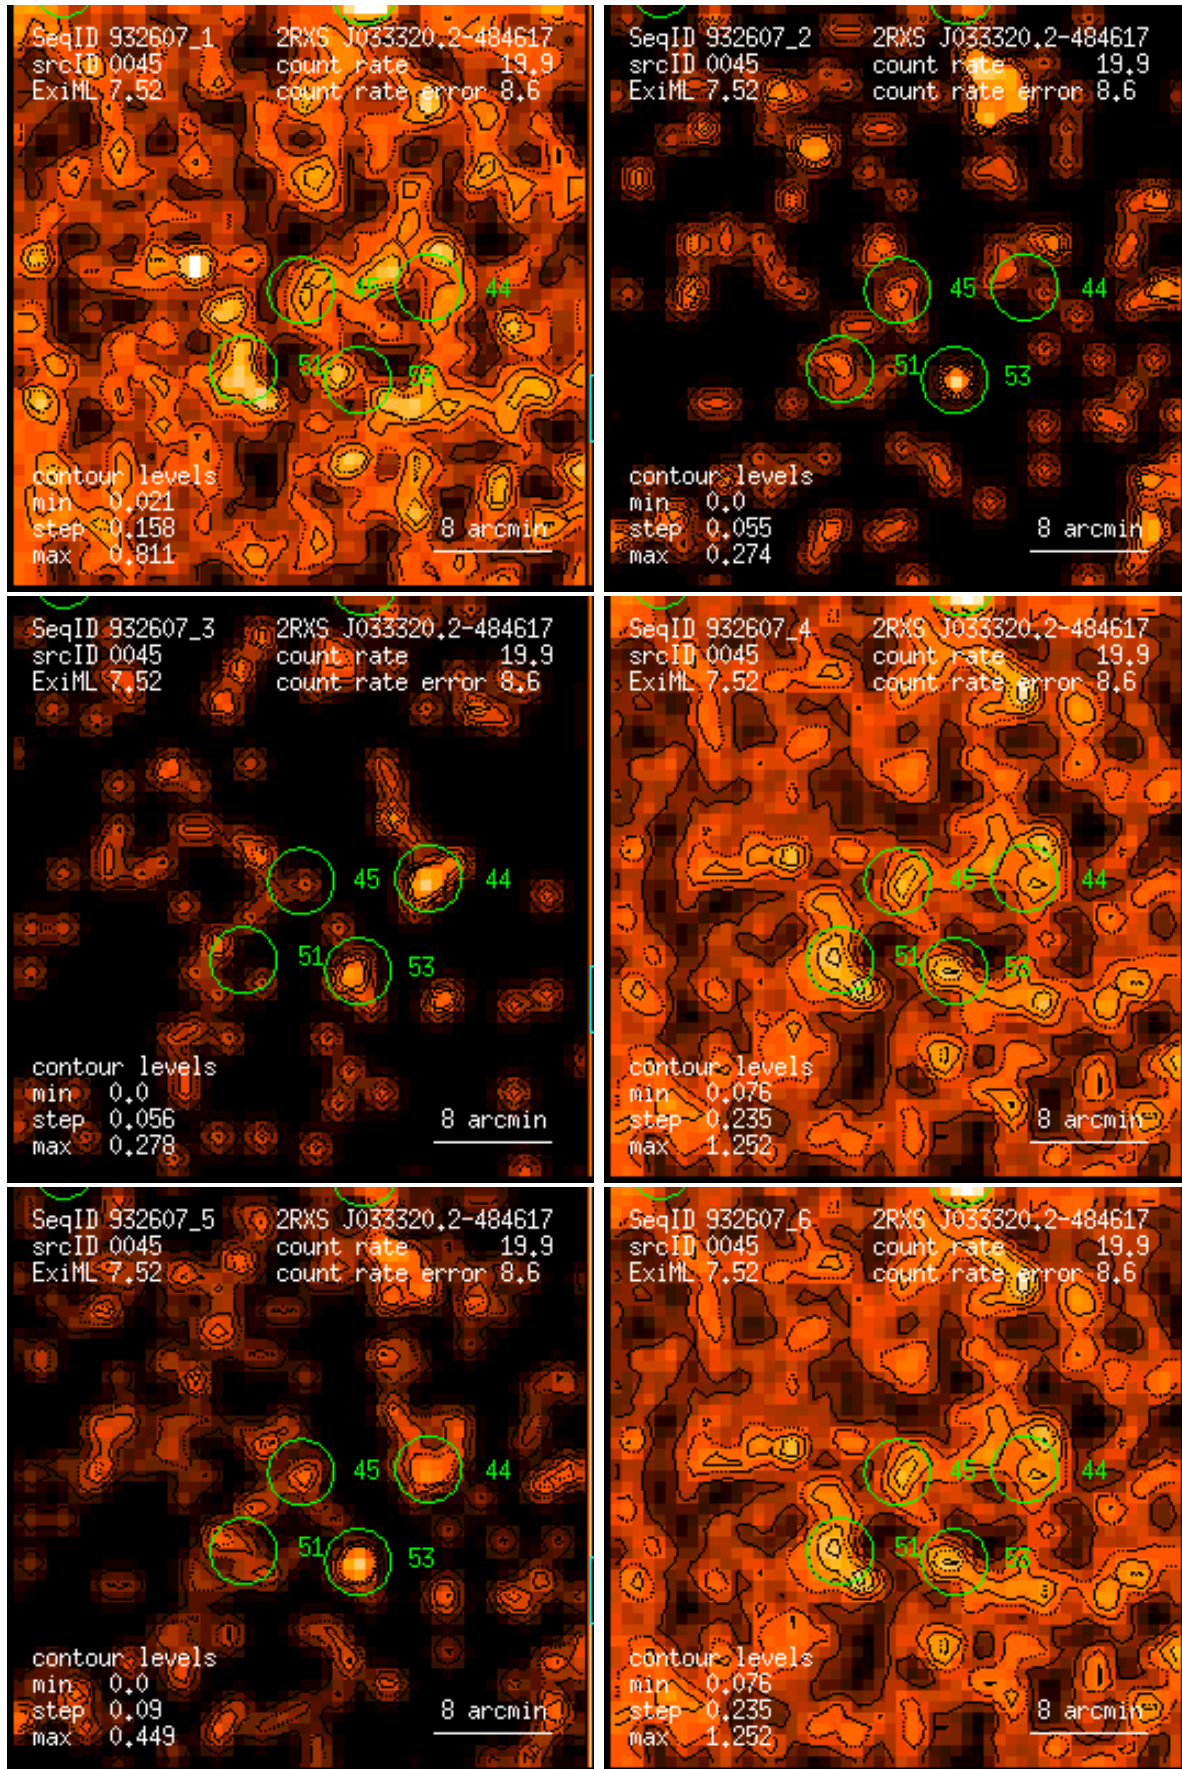 SeqID 932607_1 2RXS J033320.2-484617
srcID 0045 count rate 19.9
ExiML 7.52 count rate error 8.6
45 44
51 53
contour levels
min 0.021
step 0.158 8 arcmin
max 0.811
SeqID 932607_2 2RXS J033320.2-484617
srcID 0045 count rate 19.9
ExiML 7.52 count rate error 8.6
45 44
51 53
contour levels
min 0.0
step 0.055 8 arcmin
max 0.274
SeqID 932607_3 2RXS J033320.2-484617
srcID 0045 count rate 19.9
ExiML 7.52 count rate error 8.6
45 44
51 53
contour levels
min 0.0
step 0.056 8 arcmin
max 0.278
SeqID 932607_4 2RXS J033320.2-484617
srcID 0045 count rate 19.9
ExiML 7.52 count rate error 8.6
45 44
51 53
contour levels
min 0.076
step 0.235 8 arcmin
max 1.252
SeqID 932607_5 2RXS J033320.2-484617
srcID 0045 count rate 19.9
ExiML 7.52 count rate error 8.6
45 44
51 53
contour levels
min 0.0
step 0.09 8 arcmin
max 0.449
SeqID 932607_6 2RXS J033320.2-484617
srcID 0045 count rate 19.9
ExiML 7.52 count rate error 8.6
45 44
51 53
contour levels
min 0.076
step 0.235 8 arcmin
max 1.252